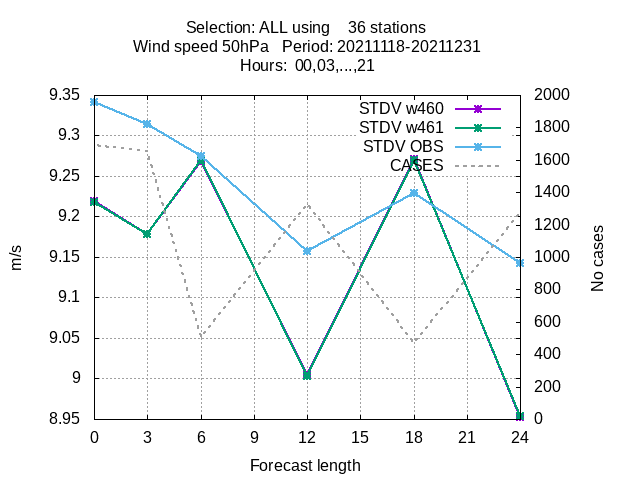 Selection: ALL using 36 stations
Wind speed 50hPa Period: 20211118-20211231
Hours: 00,03,...,21
STDV w460
STDV w461
STDV OBS
CASES
9.35
9.3
9.25
9.2
9.15
9.1
9.05
9
8.95
2000
1800
1600
1400
1200
1000
800
600
400
200
0
m/s
No cases
0 3 6 9 12 15 18 21 24
Forecast length